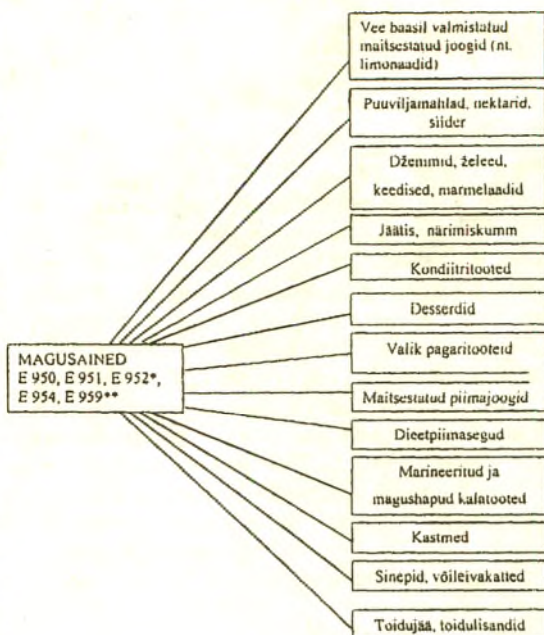 Vee baasil valmistatud
maitsestatud joogid (nt.
limonaadid)
Puuviljamahlad, nektarid,
siider
Džemmid, želeed,
keedised, marmelaadid
Jäätis, närimiskumm
Kondiitritooted
Desserdid
MAGUSAINED
E 950, E 951, E 952*,
E 954, E 959**
Valik pagaritooteid
Maitsestatud piimajoogid
Dieetpiimasegud
Marineeritud ja
magushapud kalatooted
Kastmed
Sinepid, võileivakatted
Toidujää, toidulisandid